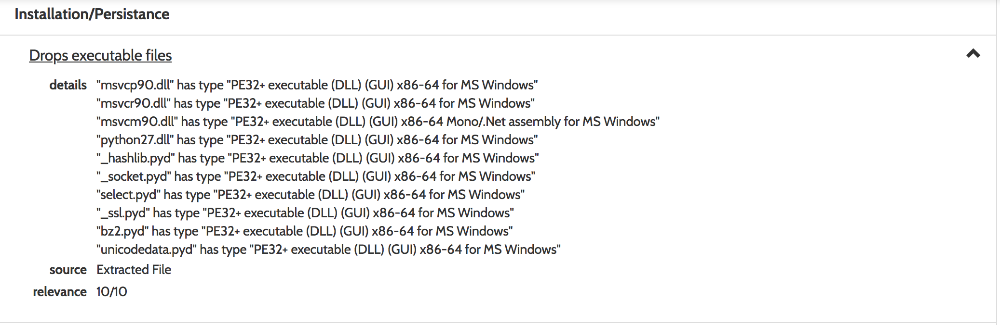 Installation/Persistance
Drops executable files
details "msvcp90.dll" has type "PE32+ executable (DLL) (GUI) x86-64 for MS Windows"
"msvcr90.dll" has type "PE32+ executable (DLL) (GUI) x86-64 for MS Windows"
"msvcm90.dll" has type "PE32+ executable (DLL) (GUI) x86-64 Mono/.Net assembly for MS Windows"
"python27.dll" has type "PE32+ executable (DLL) (GUI) x86-64 for MS Windows"
"_hashlib.pyd" has type "PE32+ executable (DLL) (GUI) x86-64 for MS Windows"
"_socket.pyd" has type "PE32+ executable (DLL) (GUI) x86-64 for MS Windows"
"select.pyd" has type "PE32+ executable (DLL) (GUI) x86-64 for MS Windows"
"_ssl.pyd" has type "PE32+ executable (DLL) (GUI) x86-64 for MS Windows"
"bz2.pyd" has type "PE32+ executable (DLL) (GUI) x86-64 for MS Windows"
"unicodedata.pyd" has type "PE32+ executable (DLL) (GUI) x86-64 for MS Windows"
source Extracted File
relevance 10/10